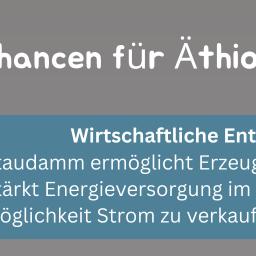 hancen für Äthio
Wirtschaftliche Ent
taudamm ermöglicht Erzeug
tärkt Energieversorgung im
öglichkeit Strom zu verkauf